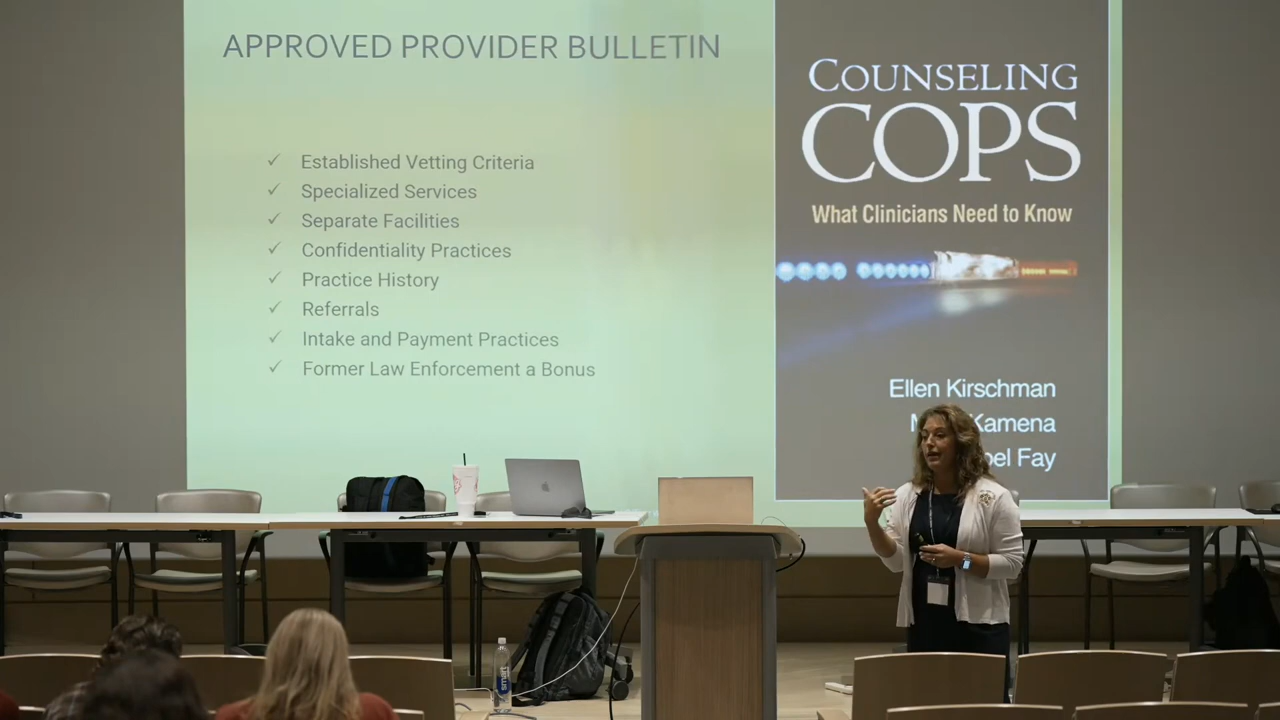 APPROVED PROVIDER BULLETIN
Established Vetting Criteria
Specialized Services
Separate Facilities
Confidentiality Practices
Practice History
Referrals
Intake and Payment Practices
Former Law Enforcement a Bonus
COUNSELING
COPS
What Clinicians Need to Know
Ellen Kirschman
Kamena
Fay
smart